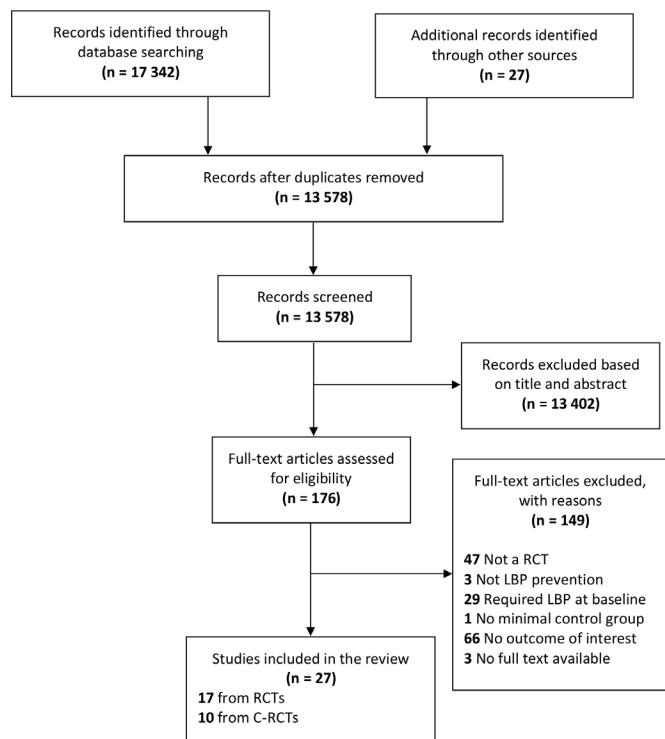 Records identified through
database searching
(n = 17 342)
Additional records identified
through other sources
(n = 27)
Records after duplicates removed
(n = 13 578)
Records screened
(n = 13 578)
Records excluded based
on title and abstract
(n = 13 402)
Full-text articles assessed
for eligibility
(n = 176)
Full-text articles excluded,
with reasons
(n = 149)
47 Not a RCT
3 Not LBP prevention
29 Required LBP at baseline
1 No minimal control group
66 No outcome of interest
3 No full text available
Studies included in the review
(n = 27)
17 from RCTs
10 from C-RCTs